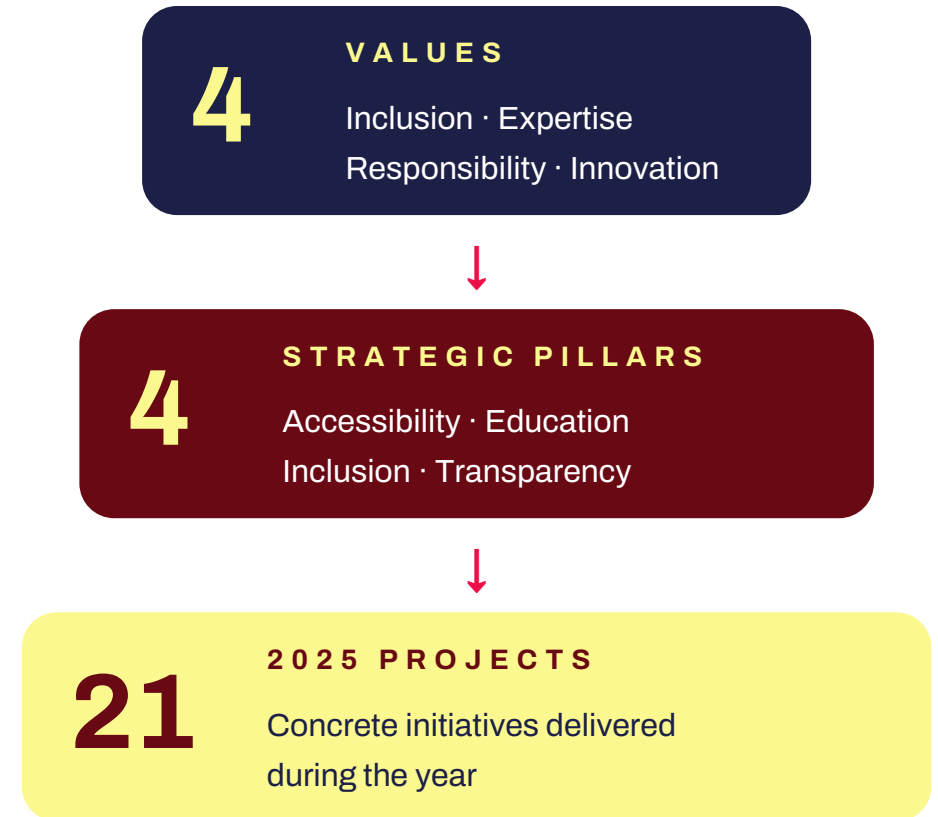 4
VALUES
Inclusion · Expertise
Responsibility · Innovation
↓
4
STRATEGIC PILLARS
Accessibility · Education
Inclusion · Transparency
↓
21
2025 PROJECTS
Concrete initiatives delivered
during the year